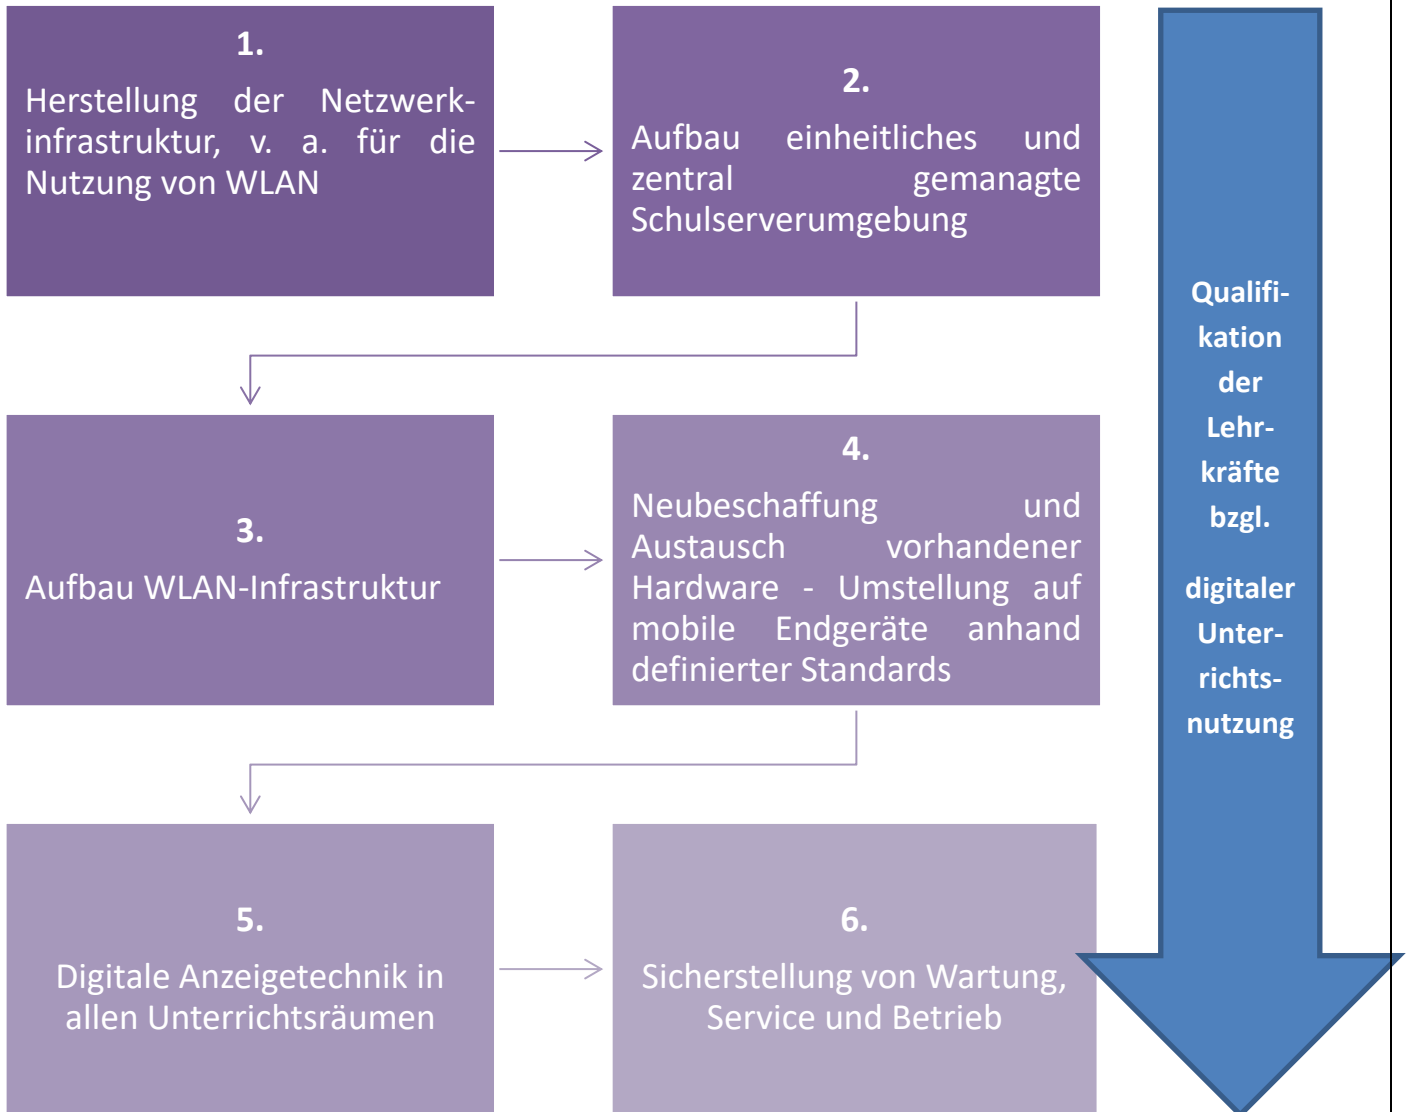 1.
Herstellung der Netzwerk-
infrastruktur, v. a. für die
Nutzung von WLAN
2.
Aufbau einheitliches und
zentral gemanagte
Schulserverumgebung
3.
Aufbau WLAN-Infrastruktur
4.
Neubeschaffung und
Austausch vorhandener
Hardware - Umstellung auf
mobile Endgeräte anhand
definierter Standards
5.
Digitale Anzeigetechnik in
allen Unterrichtsräumen
6.
Sicherstellung von Wartung,
Service und Betrieb
Qualifi-
kation
der
Lehr-
kräfte
bzgl.
digitaler
Unter-
richts-
nutzung